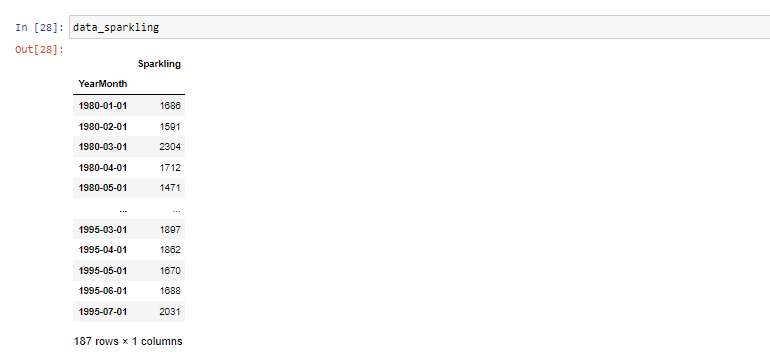 In [28]: data_sparkling
Out[28]:
Sparkling
YearMonth
1980-01-01 1686
1980-02-01 1591
1980-03-01 2304
1980-04-01 1712
1980-05-01 1471
... ...
1995-03-01 1897
1995-04-01 1862
1995-05-01 1670
1995-06-01 1688
1995-07-01 2031
187 rows × 1 columns